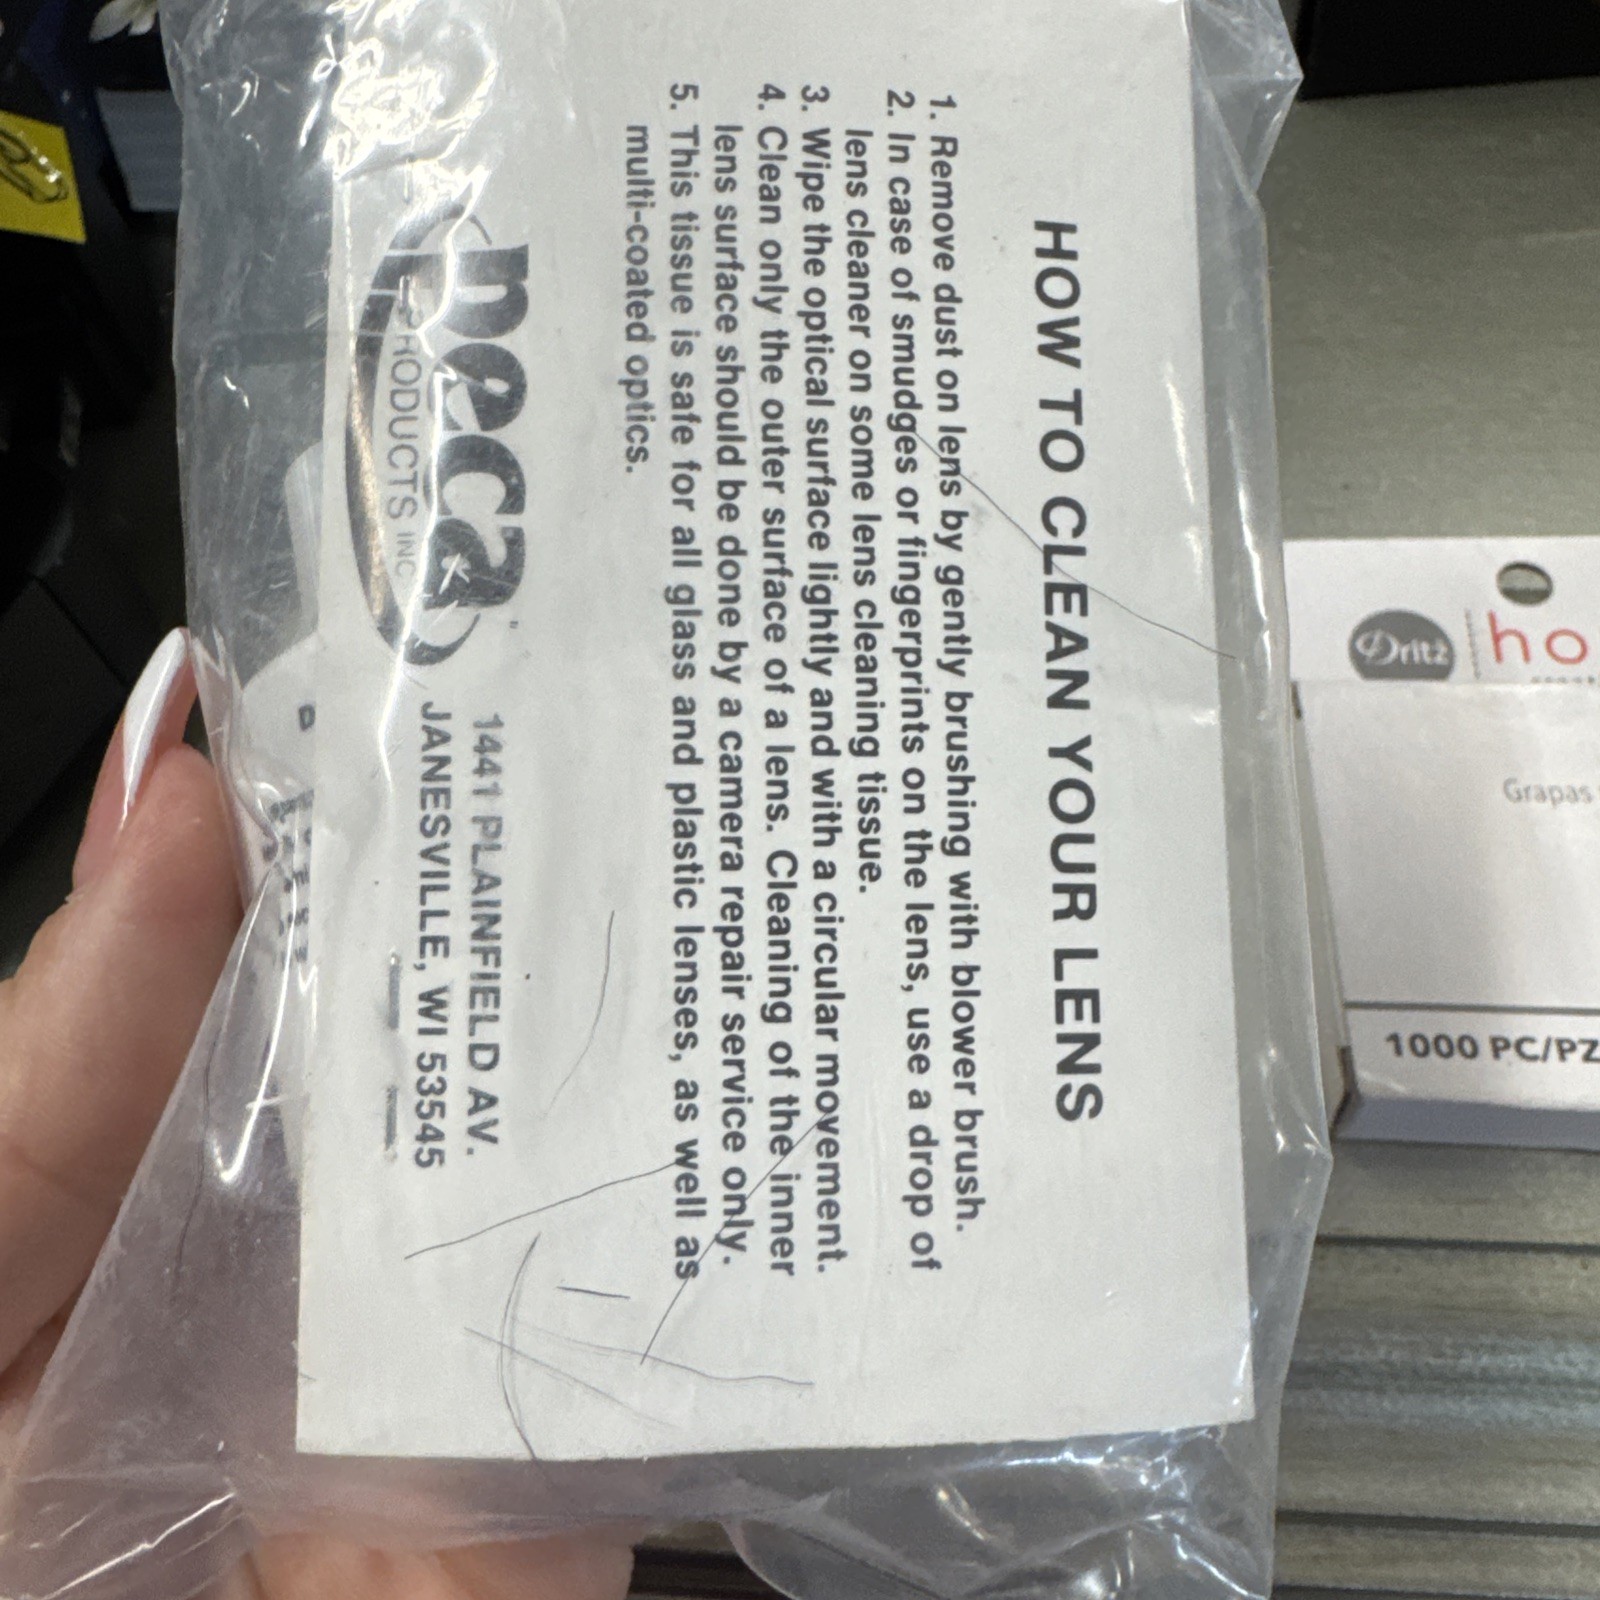 HOW TO CLEAN YOUR LENS
1. Remove dust on lens by gently brushing with blower brush.
2. In case of smudges or fingerprints on the lens, use a drop of
lens cleaner on some lens cleaning tissue.
3. Wipe the optical surface lightly and with a circular movement.
4. Clean only the outer surface of a lens. Cleaning of the inner
lens surface should be done by a camera repair service only.
5. This tissue is safe for all glass and plastic lenses, as well as
multi-coated optics.
peca
PRODUCTS INC
1441 PLAINFIELD AV.
JANESVILLE, WI 53545
Dritz
ho
Grapas
1000 PC/PZ